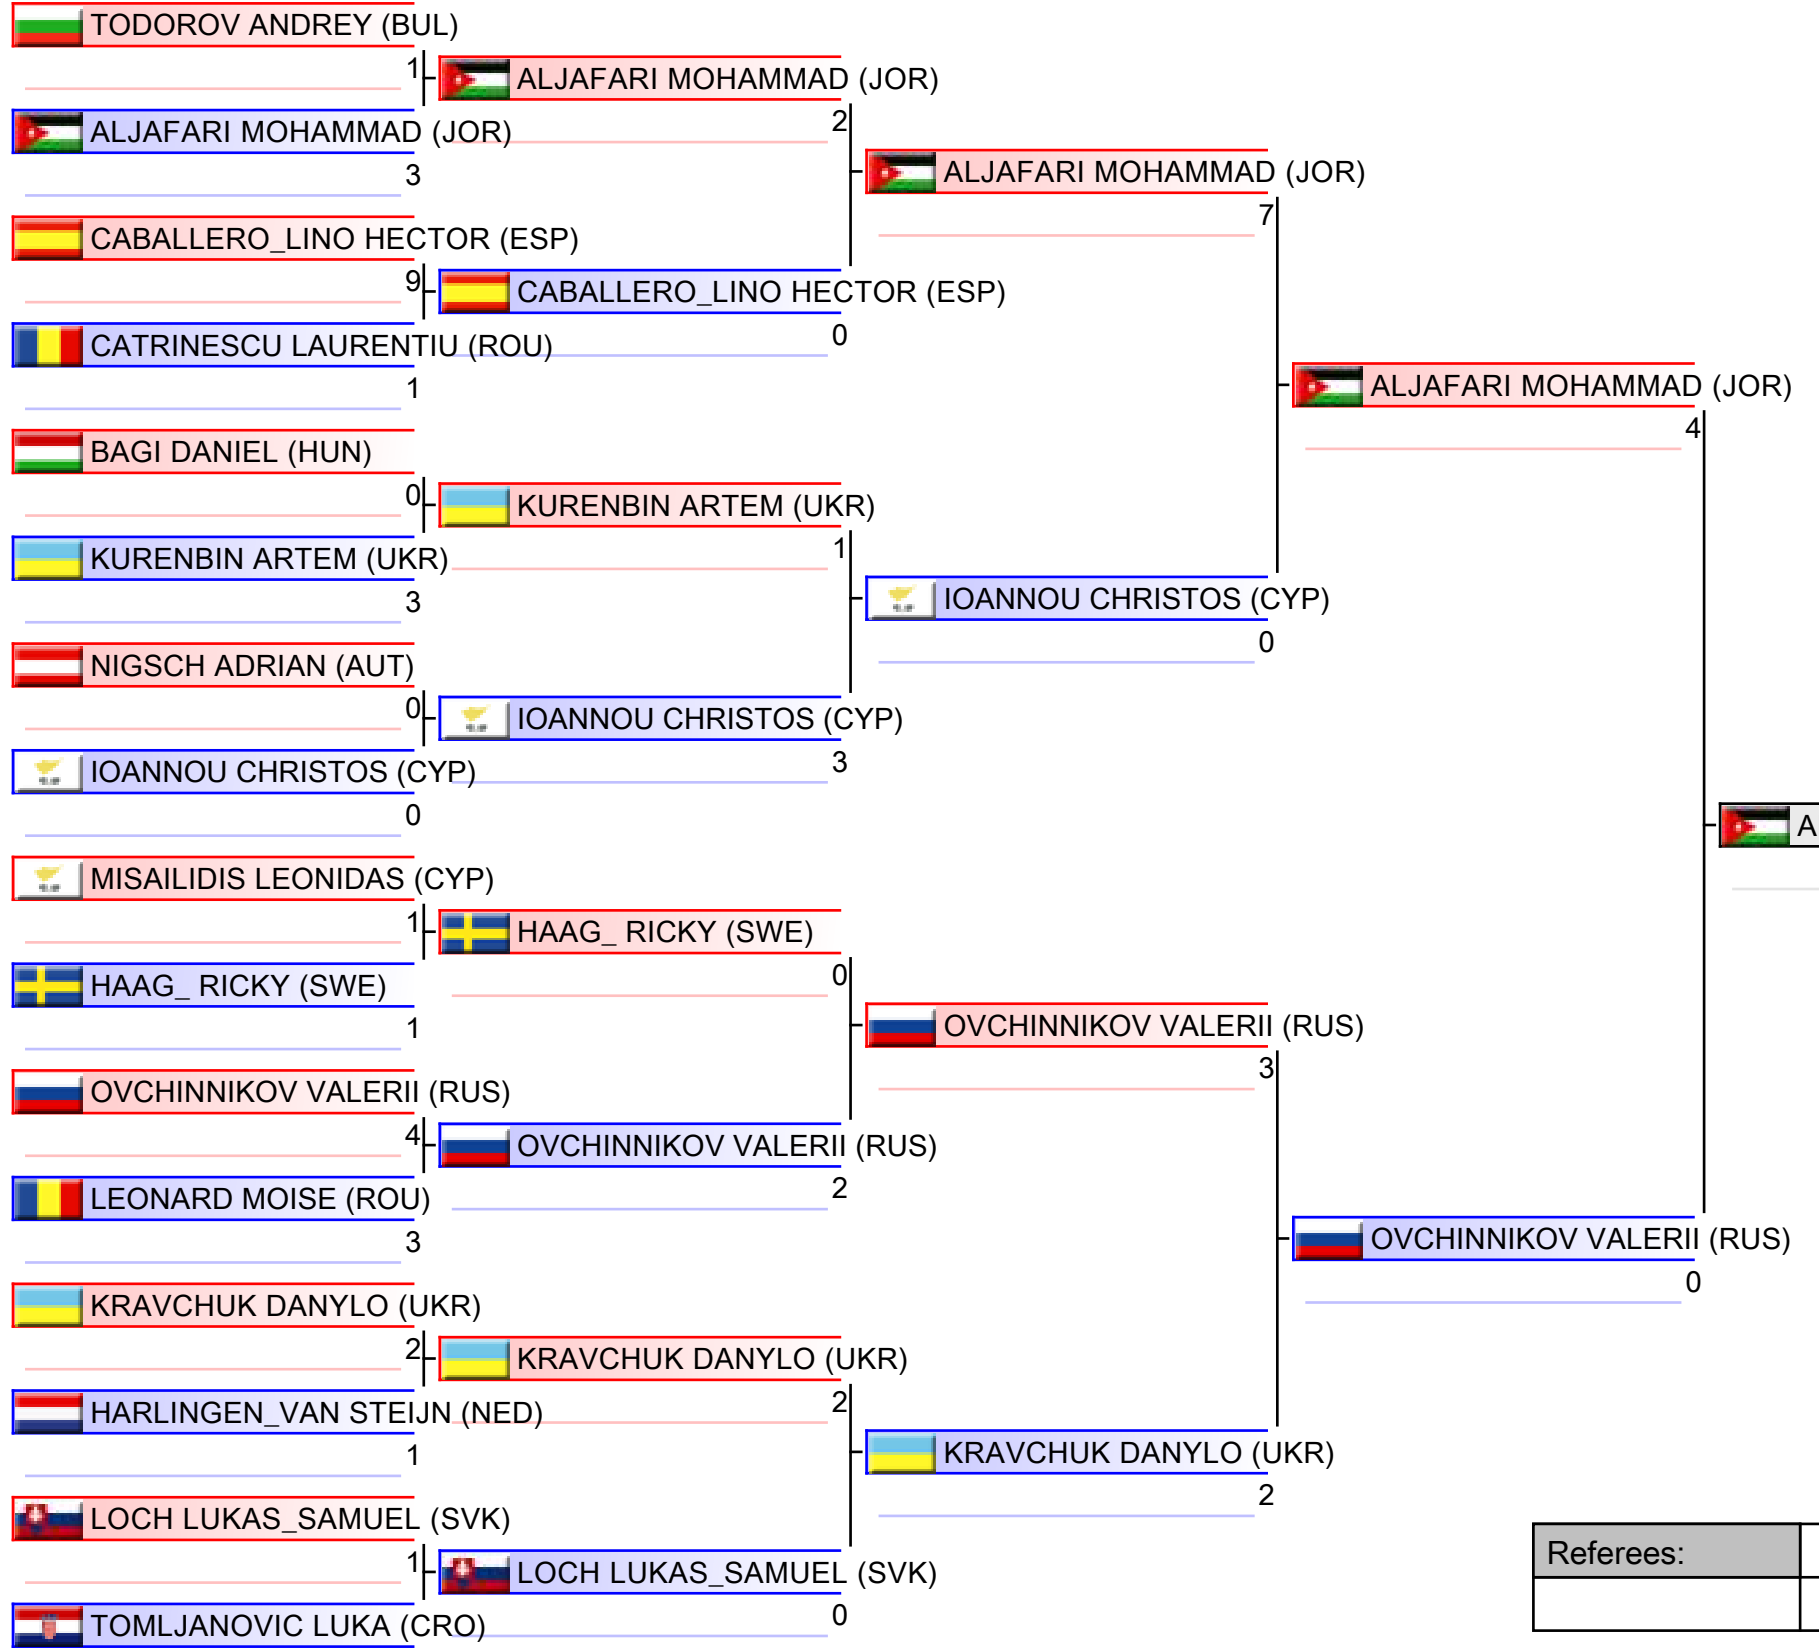 TODOROV ANDREY (BUL)
1
ALJAFARI MOHAMMAD (JOR)
3
CABALLERO_LINO HECTOR (ESP)
9
CATRINESCU LAURENTIU (ROU)
1
BAGI DANIEL (HUN)
0
KURENBIN ARTEM (UKR)
3
NIGSCH ADRIAN (AUT)
0
IOANNOU CHRISTOS (CYP)
0
MISAILIDIS LEONIDAS (CYP)
1
HAAG_ RICKY (SWE)
1
OVCHINNIKOV VALERII (RUS)
4
LEONARD MOISE (ROU)
3
KRAVCHUK DANYLO (UKR)
2
HARLINGEN_VAN STEIJN (NED)
1
LOCH LUKAS_SAMUEL (SVK)
1
TOMLJANOVIC LUKA (CRO)
ALJAFARI MOHAMMAD (JOR)
2
CABALLERO_LINO HECTOR (ESP)
0
KURENBIN ARTEM (UKR)
1
IOANNOU CHRISTOS (CYP)
3
HAAG_ RICKY (SWE)
0
OVCHINNIKOV VALERII (RUS)
2
KRAVCHUK DANYLO (UKR)
2
LOCH LUKAS_SAMUEL (SVK)
0
ALJAFARI MOHAMMAD (JOR)
7
IOANNOU CHRISTOS (CYP)
0
OVCHINNIKOV VALERII (RUS)
3
KRAVCHUK DANYLO (UKR)
2
ALJAFARI MOHAMMAD (JOR)
4
OVCHINNIKOV VALERII (RUS)
0
A
Referees: